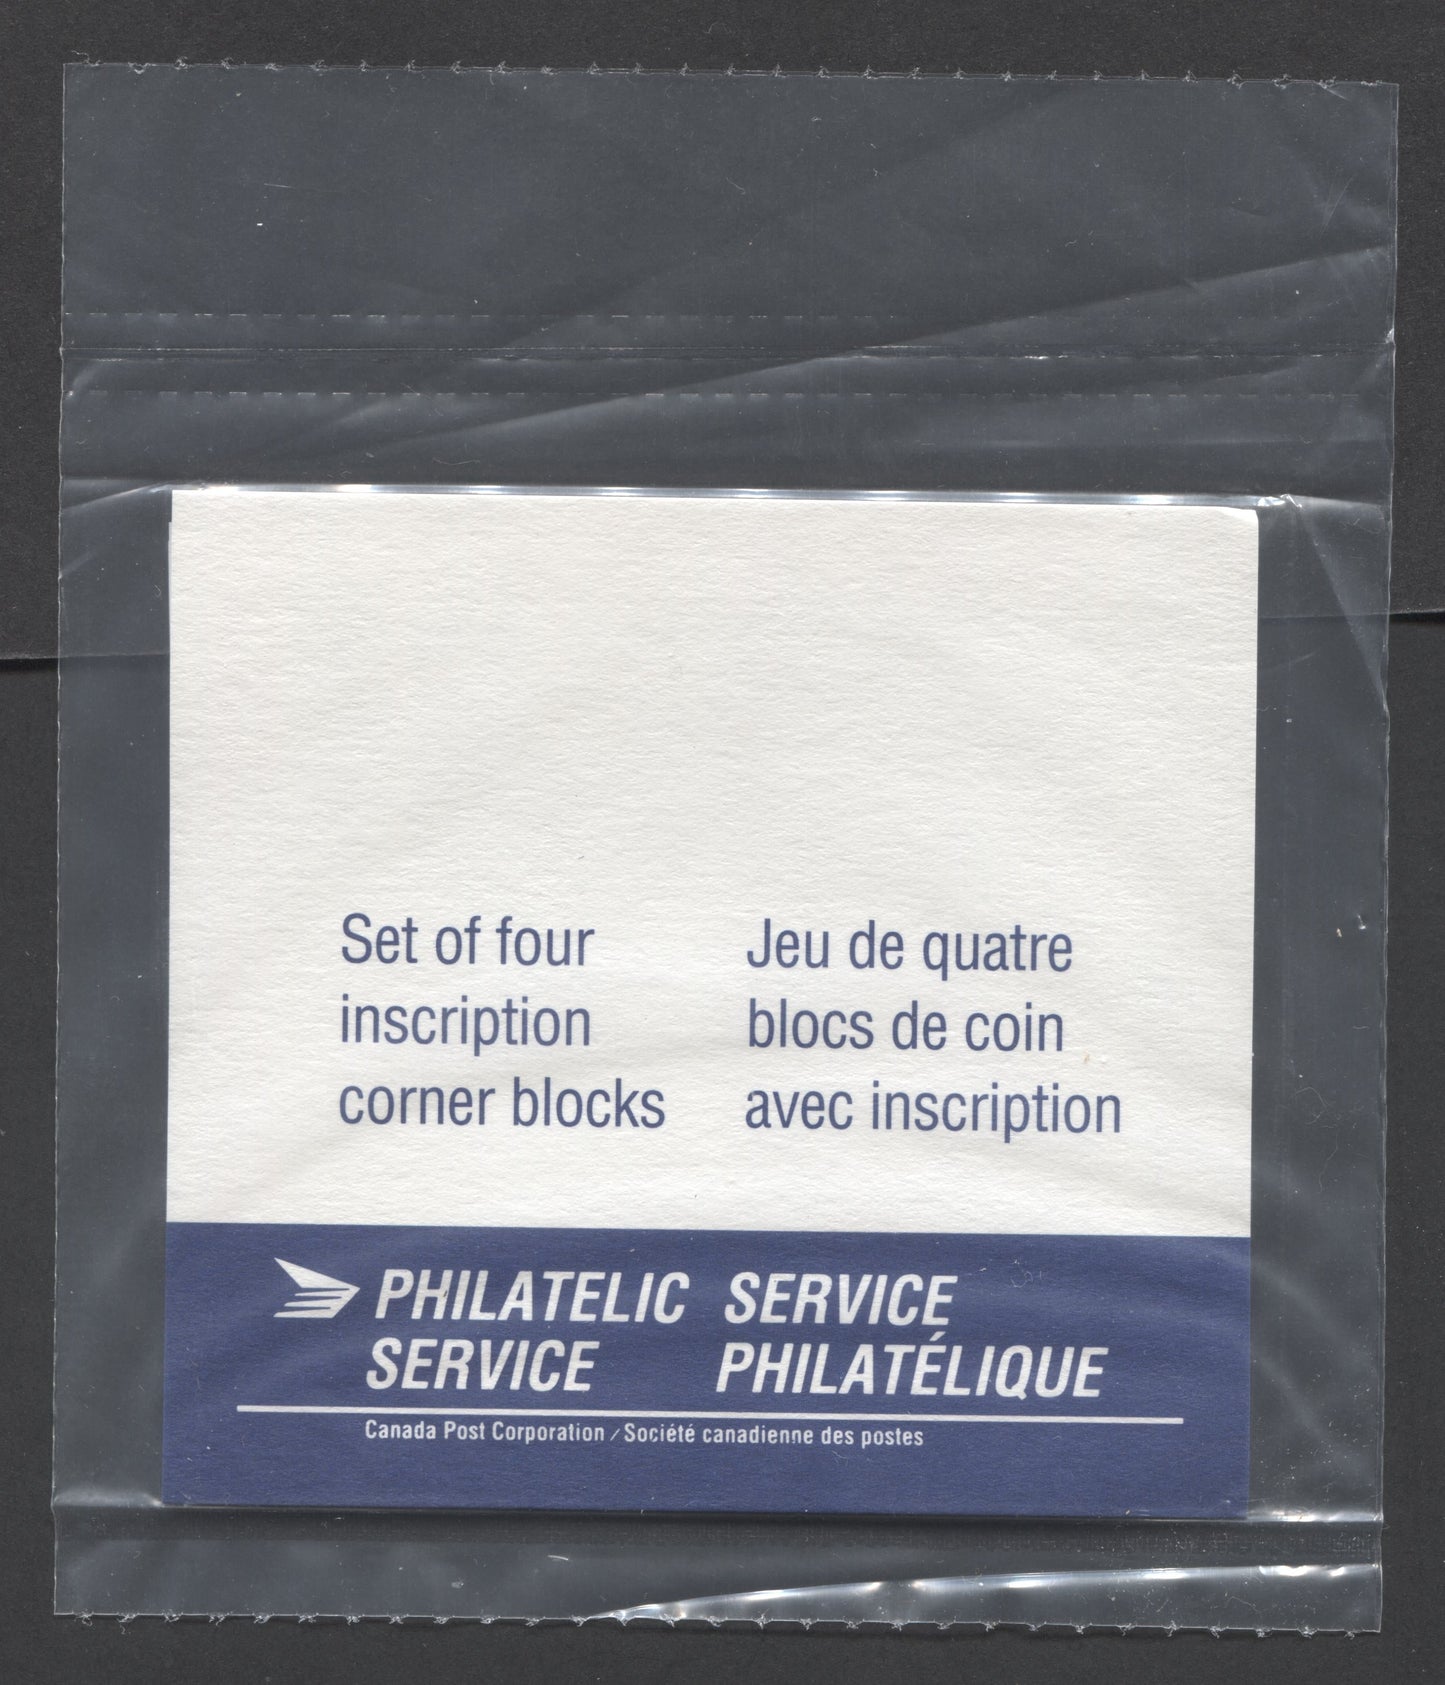 Set of four
inscription
corner blocks
Jeu de quatre
blocs de coin
avec inscription
PHILATELIC
SERVICE
SERVICE
PHILATÉLIQUE
Canada Post Corporation / Société canadienne des postes